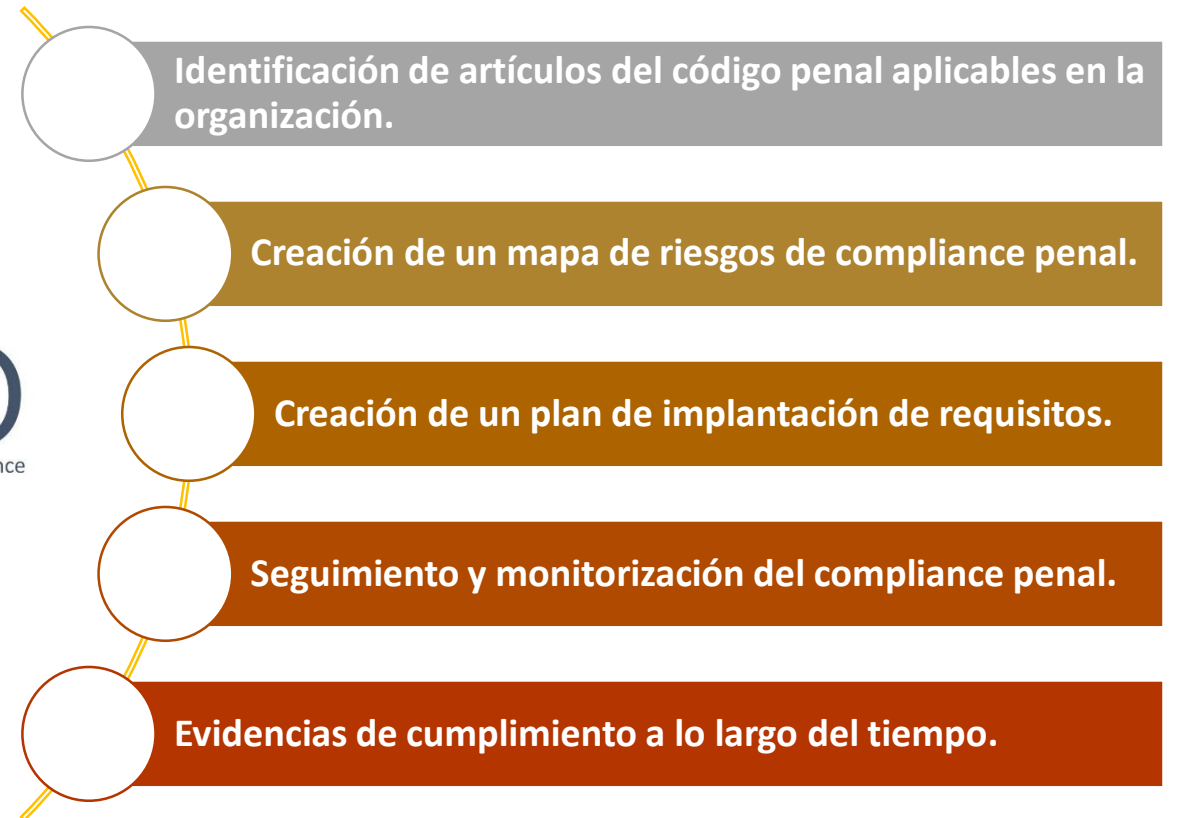 Identificación de artículos del código penal aplicables en la
organización.
Creación de un mapa de riesgos de compliance penal.
Creación de un plan de implantación de requisitos.
nce
Seguimiento y monitorización del compliance penal.
Evidencias de cumplimiento a lo largo del tiempo.